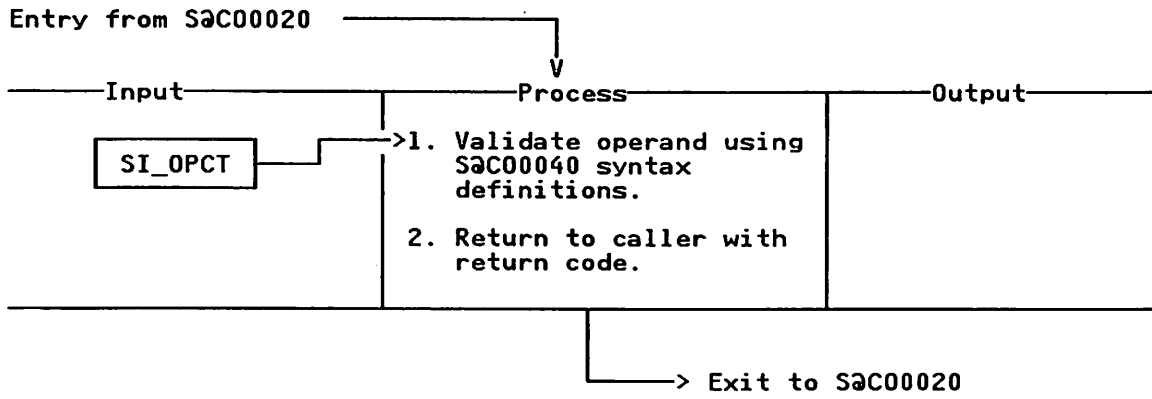 Entry from S@C00020
Input
Process
Output
SI_OPCT
>1. Validate operand using
S@C00040 syntax
definitions.
2. Return to caller with
return code.
> Exit to S@C00020